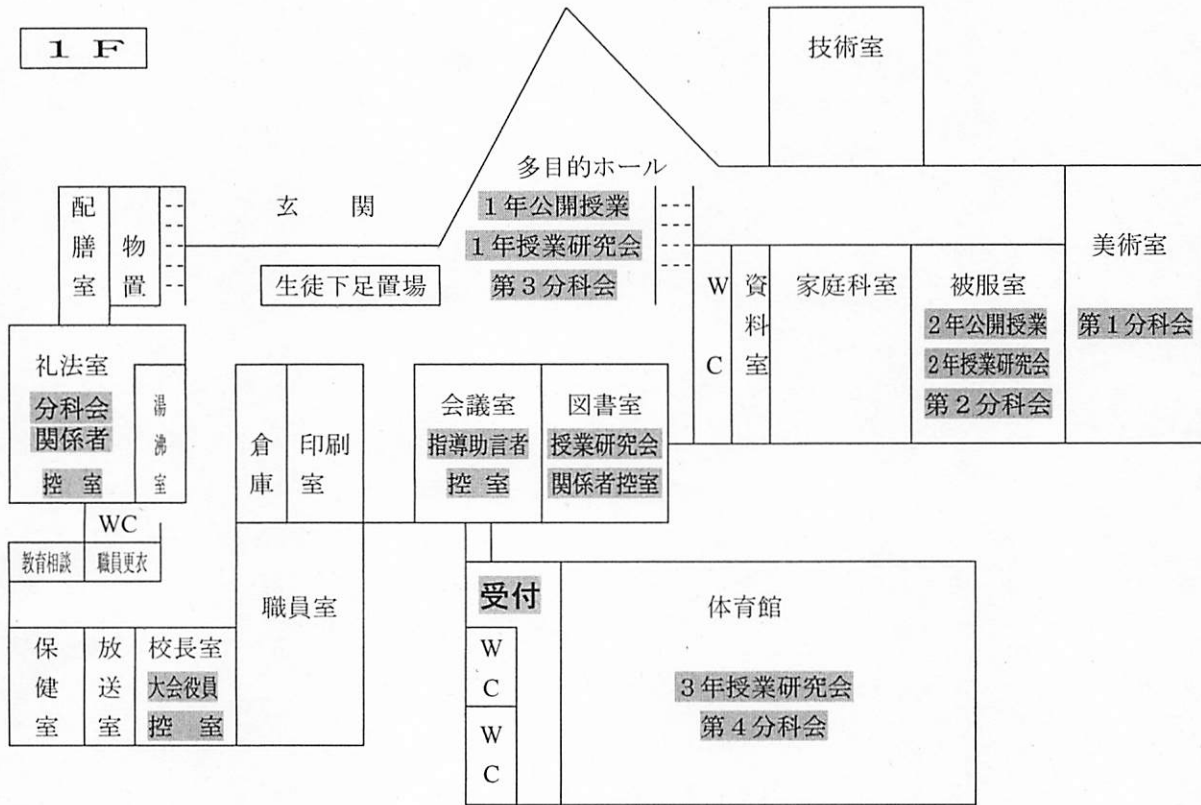 1 F
技術室
多目的ホール
1年公開授業
1年授業研究会
第3分科会
玄 関
生徒下足置場
配膳室
物置
WC
資料室
家庭科室
被服室
2年公開授業
2年授業研究会
第2分科会
美術室
第1分科会
礼法室
分科会
関係者
控 室
湯沸室
倉庫
印刷室
会議室
指導助言者
控 室
図書室
授業研究会
関係者控室
WC
教育相談
職員更衣
職員室
受付
WC
WC
体育館
3年授業研究会
第4分科会
保健室
放送室
校長室
大会役員
控 室